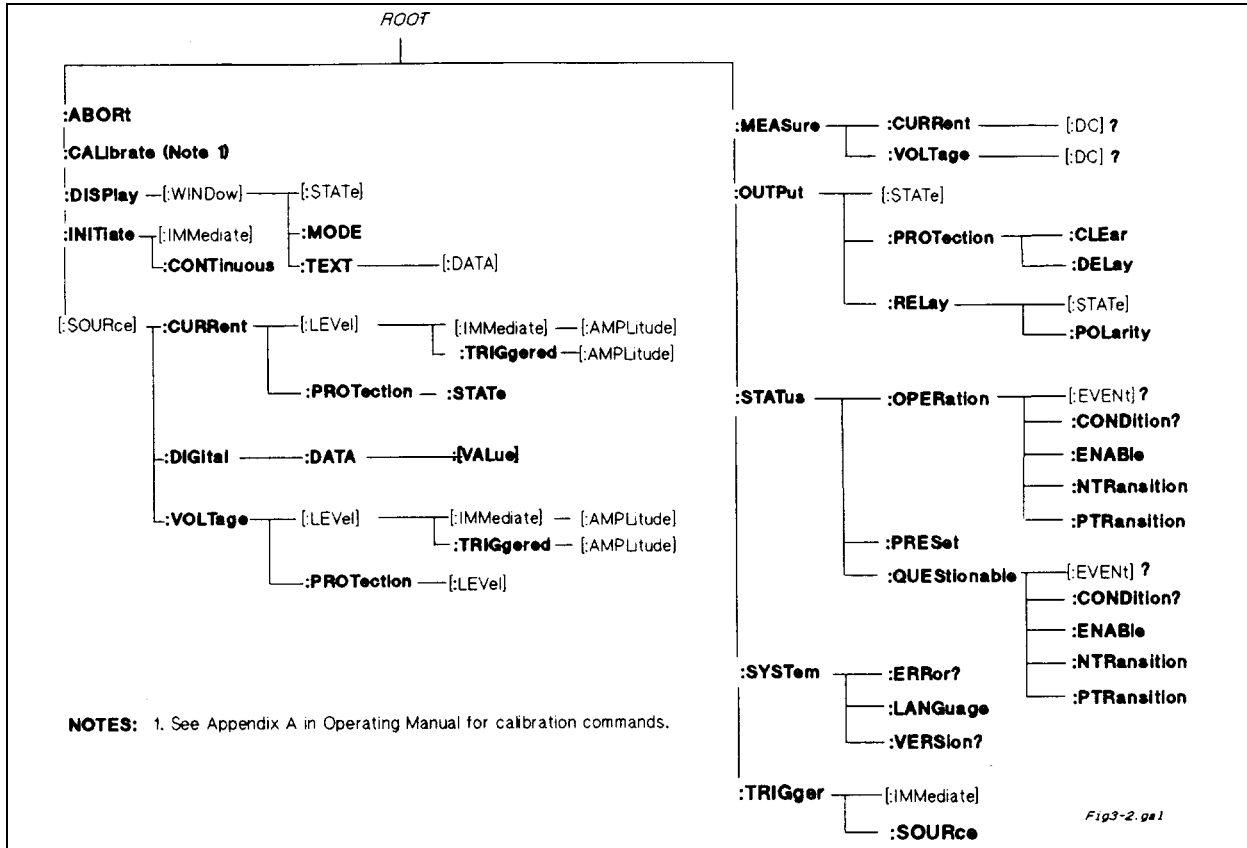 ROOT
:ABORt
:CALIbrate (Note 1)
:DISPlay [:WINDow] [:STATe]
:MODE
:TEXT [:DATA]
:INITiate [:IMMediate]
:CONTinuous
[:SOURce] :CURRent [:LEVel] [:IMMediate] [:AMPLitude]
:TRIGgered [:AMPLitude]
:PROTection :STATe
:DIGital :DATA :[VALue]
:VOLTage [:LEVel] [:IMMediate] [:AMPLitude]
:TRIGgered [:AMPLitude]
:PROTection [:LEVel]
NOTES: 1. See Appendix A in Operating Manual for calibration commands.
:MEASure :CURRent [:DC] ?
:VOLTage [:DC] ?
:OUTPut [:STATe]
:PROTection :CLEar
:DELay
:RELay [:STATe]
:POLarity
:STATus :OPERation [:EVENt] ?
:CONDition?
:ENABle
:NTRansition
:PTRansition
:PRESet
:QUEStionable [:EVENt] ?
:CONDition?
:ENABle
:NTRansition
:PTRansition
:SYSTem :ERRor?
:LANGuage
:VERSion?
:TRIGger [:IMMediate]
:SOURce
Fig3-2.gal